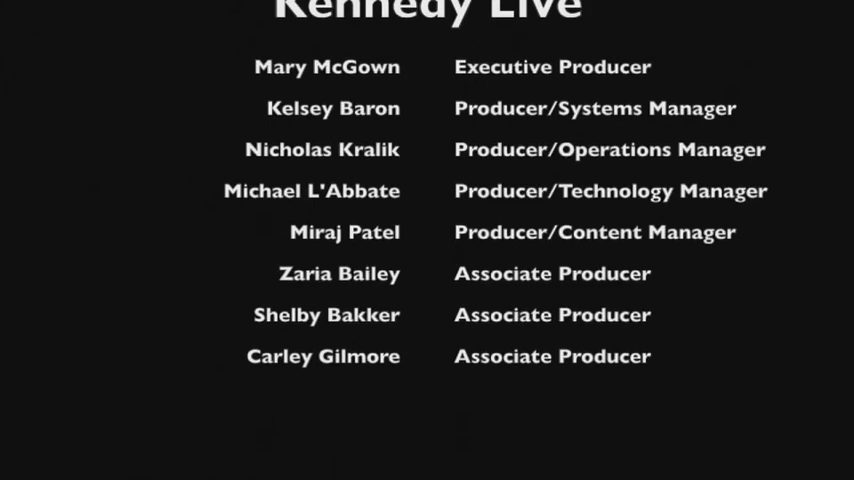 Kennedy Live
Mary McGown Executive Producer
Kelsey Baron Producer/Systems Manager
Nicholas Kralik Producer/Operations Manager
Michael L'Abbate Producer/Technology Manager
Miraj Patel Producer/Content Manager
Zaria Bailey Associate Producer
Shelby Bakker Associate Producer
Carley Gilmore Associate Producer